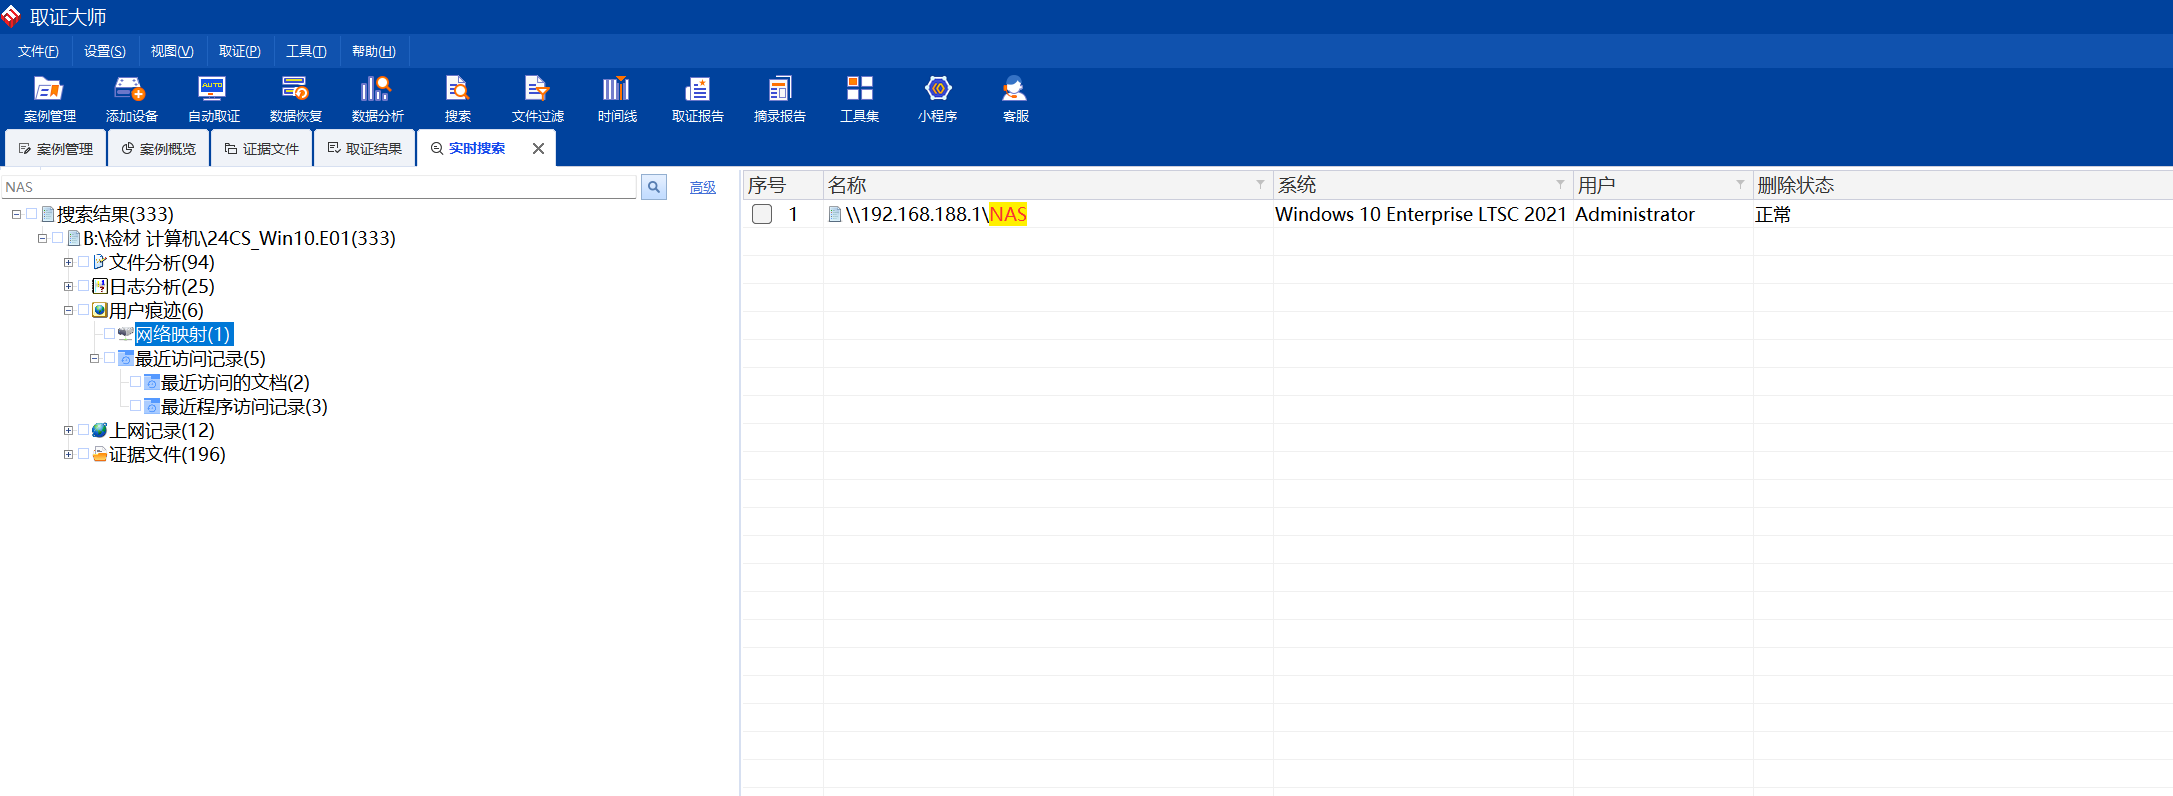 取证大师
文件(F) 设置(S) 视图(V) 取证(P) 工具(T) 帮助(H)
AUTO
案例管理 添加设备 自动取证 数据恢复 数据分析 搜索 文件过滤 时间线 取证报告 摘录报告 工具集 小程序 客服
案例管理 案例概览 证据文件 取证结果 实时搜索
NAS 高级
搜索结果(333)
B:\检材 计算机\24CS_Win10.E01(333)
文件分析(94)
日志分析(25)
用户痕迹(6)
网络映射(1)
最近访问记录(5)
最近访问的文档(2)
最近程序访问记录(3)
上网记录(12)
证据文件(196)
序号 名称 系统 用户 删除状态
1 \\192.168.188.1\NAS Windows 10 Enterprise LTSC 2021 Administrator 正常